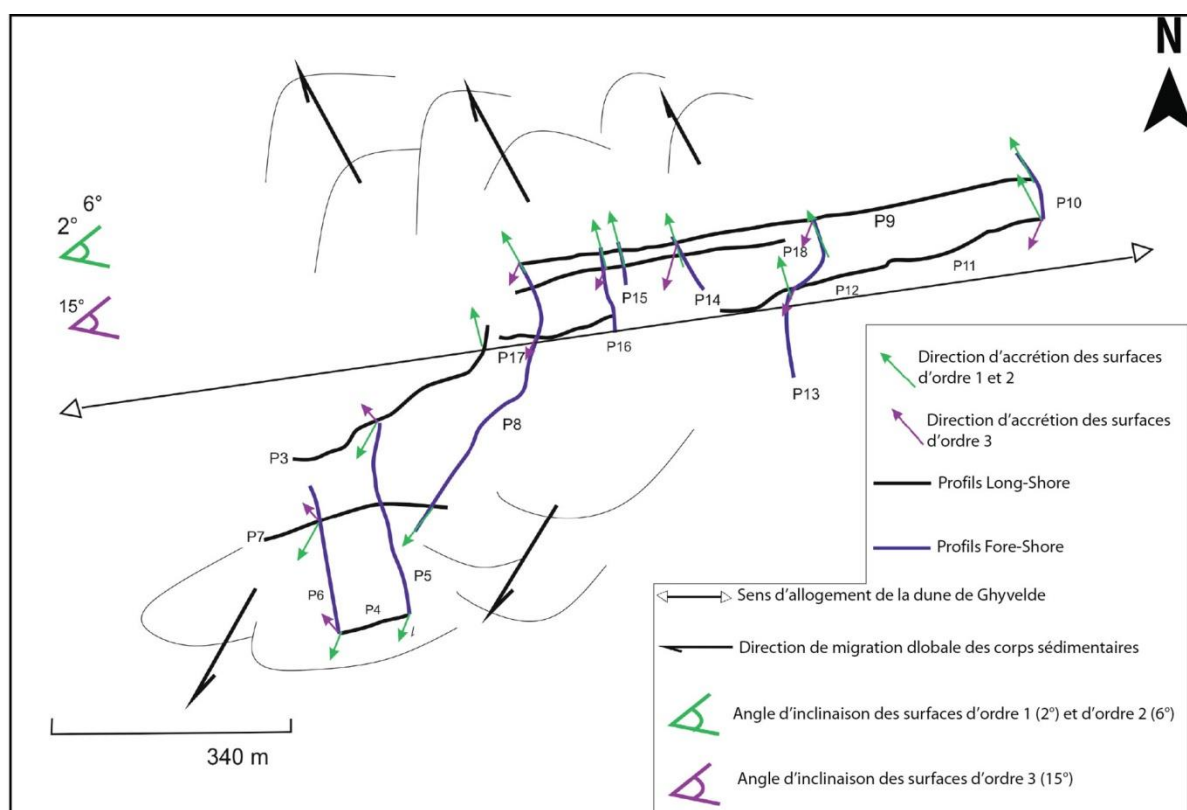 N
6°
2°
15°
P10
P9
P18
P11
P15
P14
P12
P17
P16
P13
P8
P3
P7
P5
P6
P4
340 m
Direction d'accrétion des surfaces
d'ordre 1 et 2
Direction d'accrétion des surfaces
d'ordre 3
Profils Long-Shore
Profils Fore-Shore
Sens d'allogement de la dune de Ghyvelde
Direction de migration dlobale des corps sédimentaires
Angle d'inclinaison des surfaces d'ordre 1 (2°) et d'ordre 2 (6°)
Angle d'inclinaison des surfaces d'ordre 3 (15°)